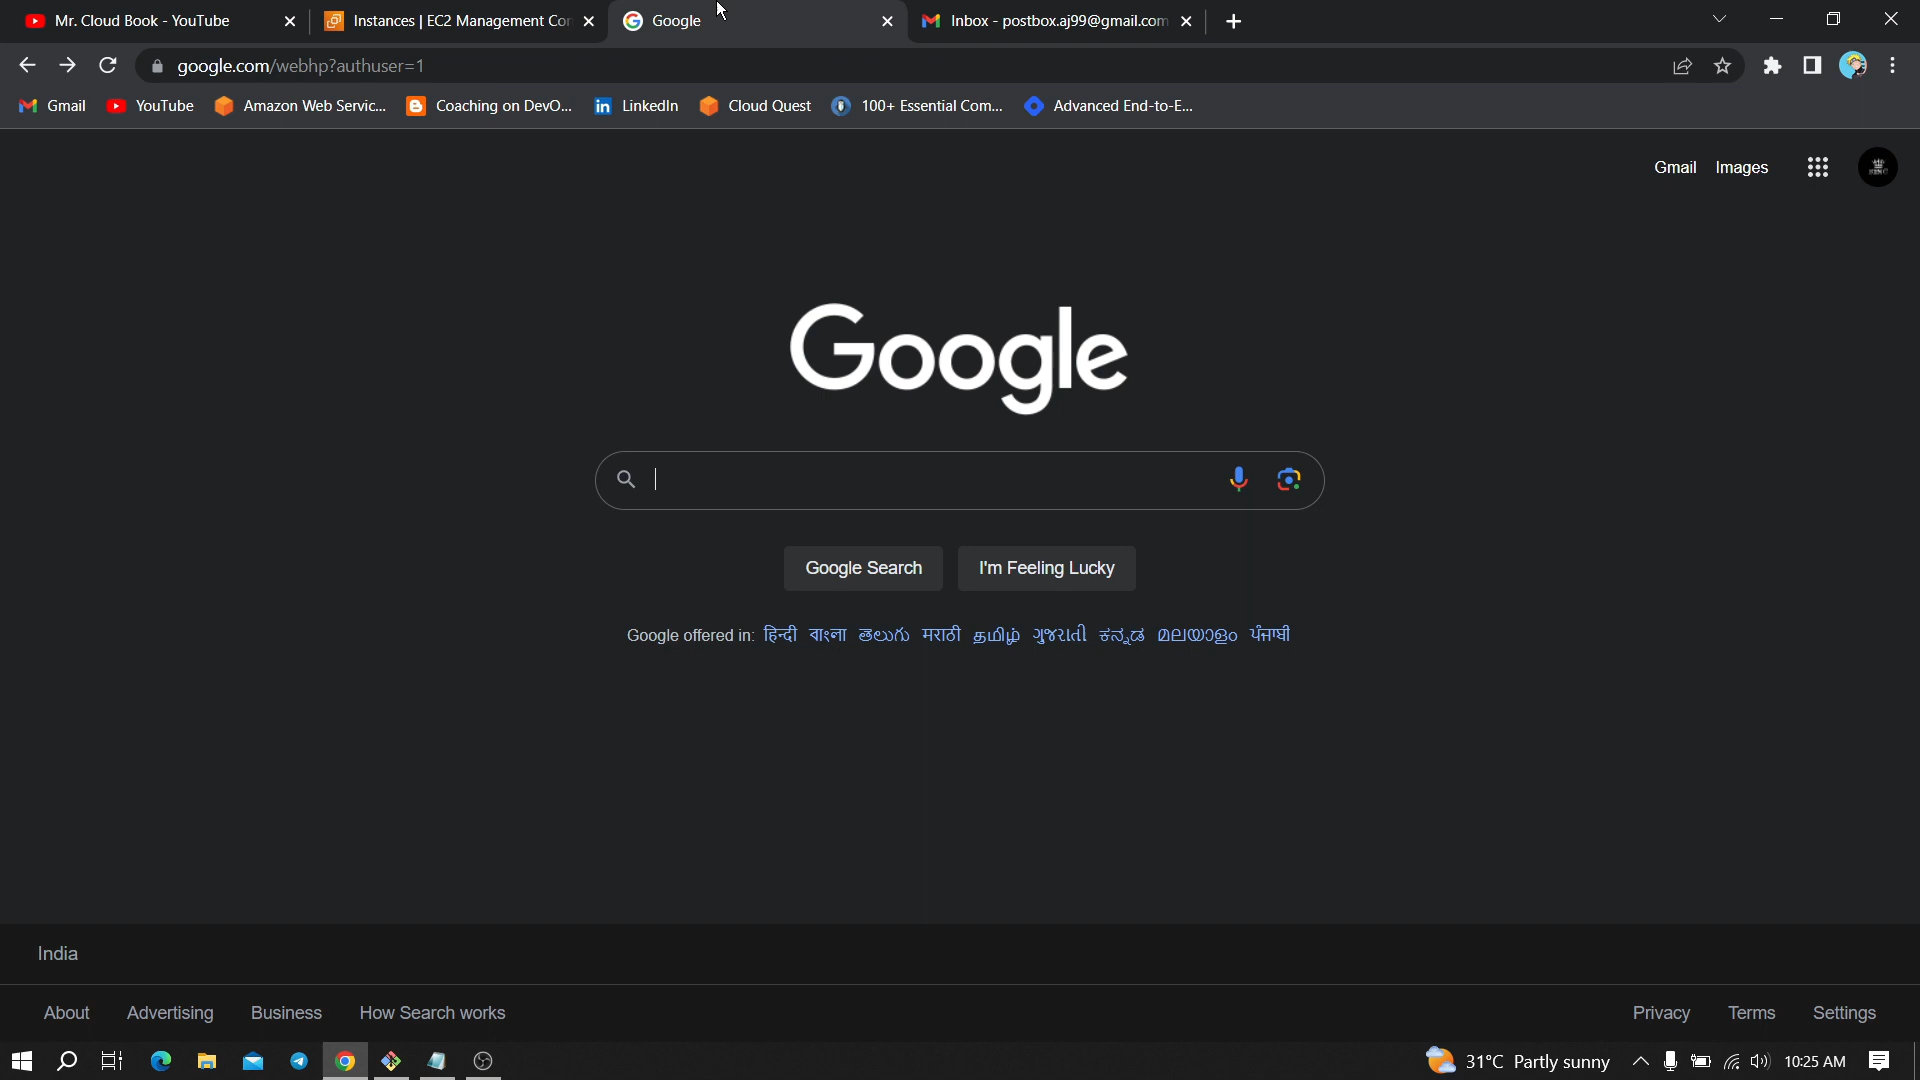 Mr. Cloud Book - YouTube
Instances | EC2 Management Con
Google
Inbox - postbox.aj99@gmail.com
google.com/webhp?authuser=1
Gmail YouTube Amazon Web Servic... Coaching on DevO... LinkedIn Cloud Quest 100+ Essential Com... Advanced End-to-E...
Gmail Images
Google
Google Search I'm Feeling Lucky
Google offered in: हिन्दी বাংলা తెలుగు मराठी தமிழ் ગુજરાતી ಕನ್ನಡ മലയാളം ਪੰਜਾਬੀ
India
About Advertising Business How Search works
Privacy Terms Settings
31°C Partly sunny 10:25 AM